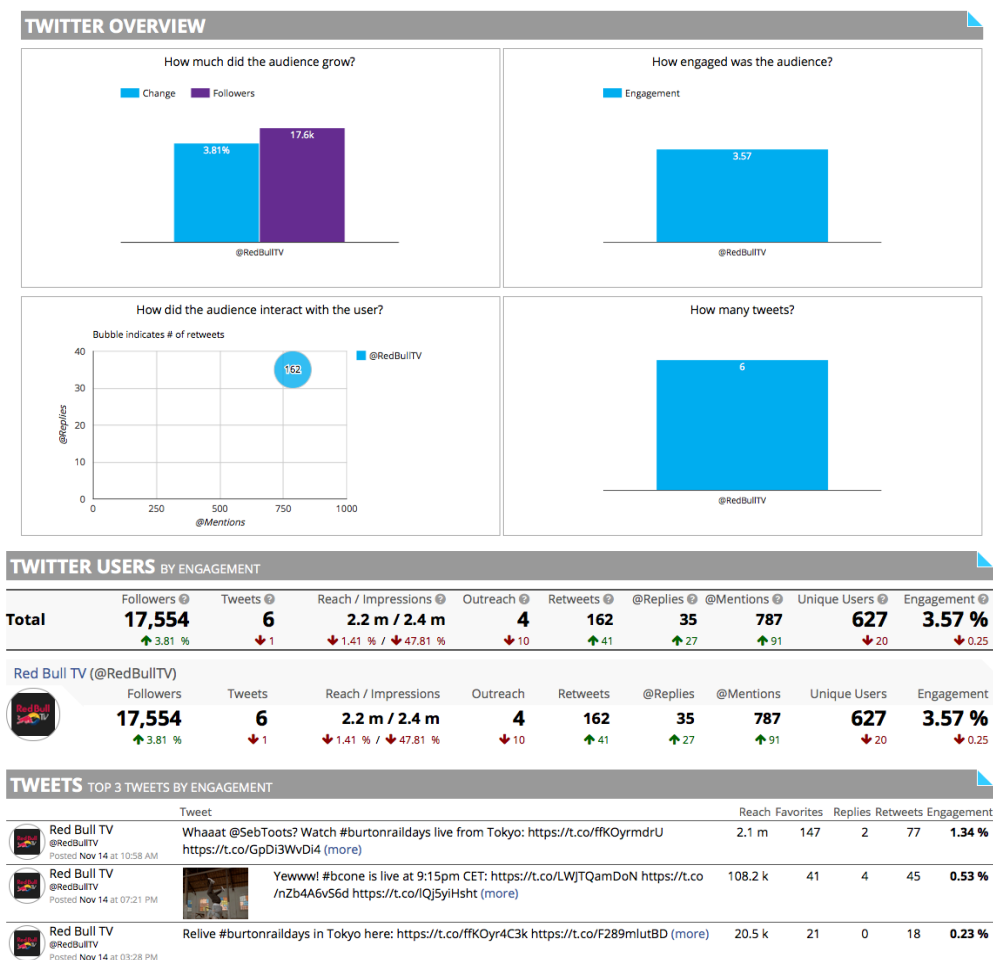 TWITTER OVERVIEW
How much did the audience grow?
Change Followers
3.81%
17.6k
@RedBullTV
How engaged was the audience?
Engagement
3.57
@RedBullTV
How did the audience interact with the user?
Bubble indicates # of retweets
@RedBullTV
40
30
20
10
0
@Replies
162
0 250 500 750 1000
@Mentions
How many tweets?
6
@RedBullTV
TWITTER USERS BY ENGAGEMENT
Followers ? Tweets ? Reach / Impressions ? Outreach ? Retweets ? @Replies ? @Mentions ? Unique Users ? Engagement ?
Total 17,554 6 2.2 m / 2.4 m 4 162 35 787 627 3.57 %
3.81 % 1 1.41 % / 47.81 % 10 41 27 91 20 0.25
Red Bull TV (@RedBullTV)
Followers Tweets Reach / Impressions Outreach Retweets @Replies @Mentions Unique Users Engagement
Red Bull TV
17,554 6 2.2 m / 2.4 m 4 162 35 787 627 3.57 %
3.81 % 1 1.41 % / 47.81 % 10 41 27 91 20 0.25
TWEETS TOP 3 TWEETS BY ENGAGEMENT
Tweet Reach Favorites Replies Retweets Engagement
Red Bull TV
@RedBullTV
Posted Nov 14 at 10:58 AM
Whaaat @SebToots? Watch #burtonraildays live from Tokyo: https://t.co/ffKOyrmdrU
https://t.co/GpDi3WvDi4 (more)
2.1 m 147 2 77 1.34 %
Red Bull TV
@RedBullTV
Posted Nov 14 at 07:21 PM
Yewww! #bcone is live at 9:15pm CET: https://t.co/LWJTQamDoN https://t.co
/nZb4A6vS6d https://t.co/lQj5yiHsht (more)
108.2 k 41 4 45 0.53 %
Red Bull TV
@RedBullTV
Posted Nov 14 at 03:28 PM
Relive #burtonraildays in Tokyo here: https://t.co/ffKOyr4C3k https://t.co/F289mlutBD (more)
20.5 k 21 0 18 0.23 %